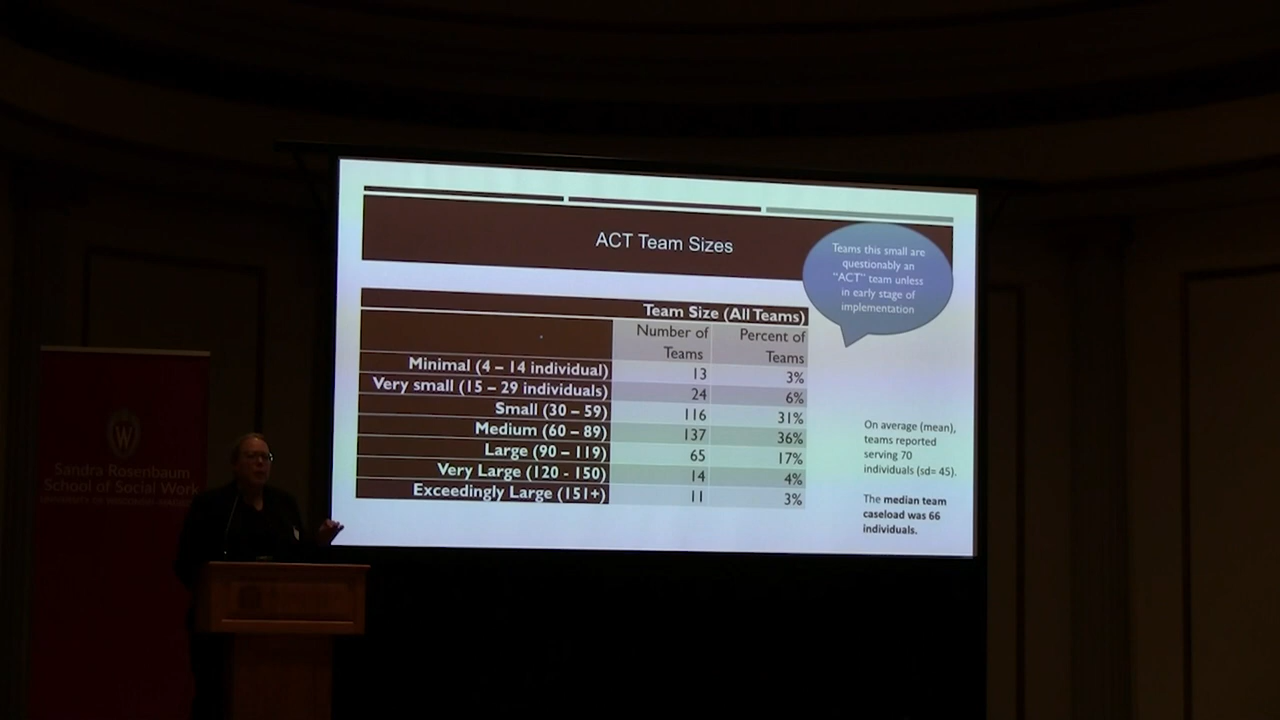 ACT Team Sizes
Teams this small are
questionably an
"ACT" team unless
in early stage of
implementation
Team Size (All Teams)
Number of Teams Percent of Teams
Minimal (4 – 14 individual) 13 3%
Very small (15 – 29 individuals) 24 6%
Small (30 – 59) 116 31%
Medium (60 – 89) 137 36%
Large (90 – 119) 65 17%
Very Large (120 - 150) 14 4%
Exceedingly Large (151+) 11 3%
On average (mean),
teams reported
serving 70
individuals (sd= 45).
The median team
caseload was 66
individuals.
W
Sandra Rosenbaum
School of Social Work